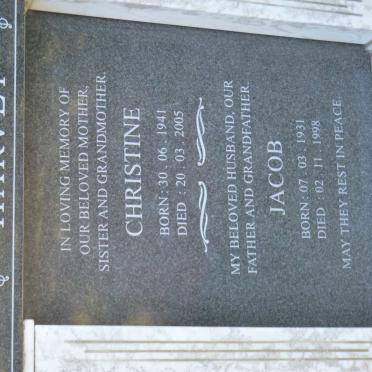 IN LOVING MEMORY OF
OUR BELOVED MOTHER,
SISTER AND GRANDMOTHER.
CHRISTINE
BORN : 30 . 06 . 1941
DIED : 20 . 03 . 2005
MY BELOVED HUSBAND, OUR
FATHER AND GRANDFATHER.
JACOB
BORN : 07 . 03 . 1931
DIED : 02 . 11 . 1998
MAY THEY REST IN PEACE